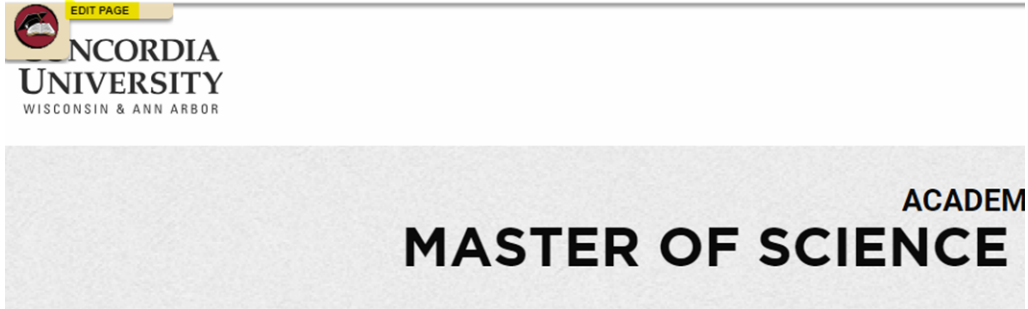 EDIT PAGE
NCORDIA
UNIVERSITY
WISCONSIN & ANN ARBOR
ACADEM
MASTER OF SCIENCE